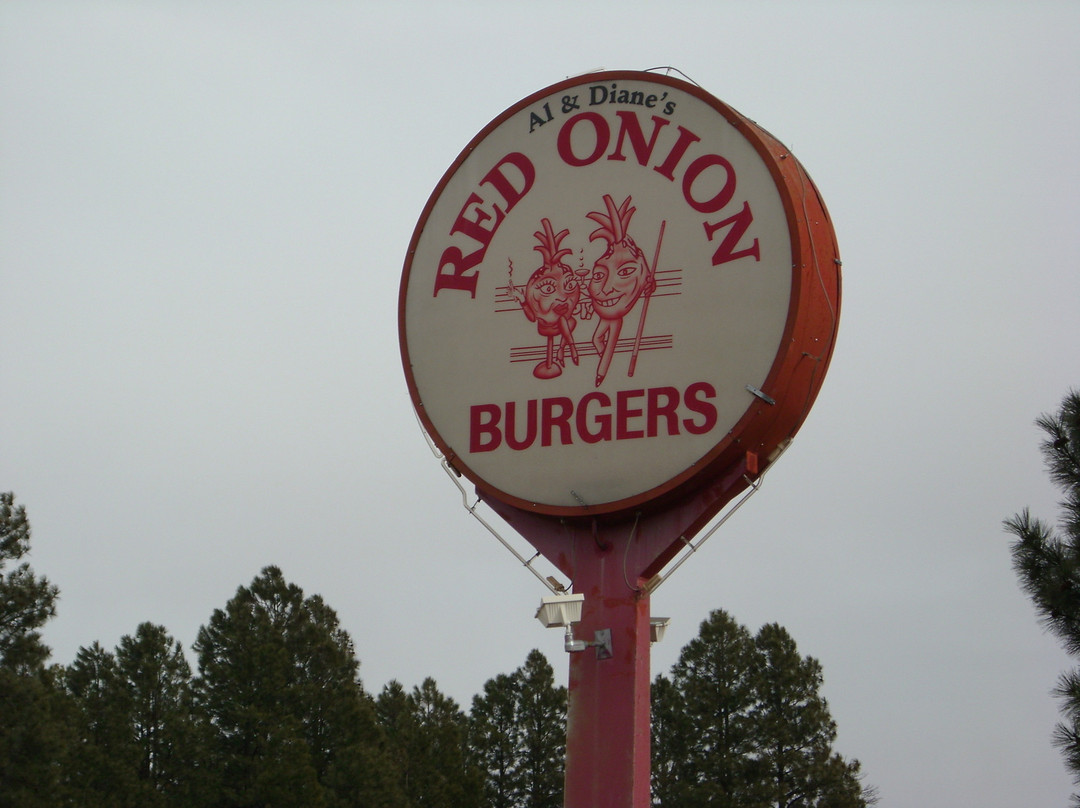 Al & Diane's
RED ONION
BURGERS